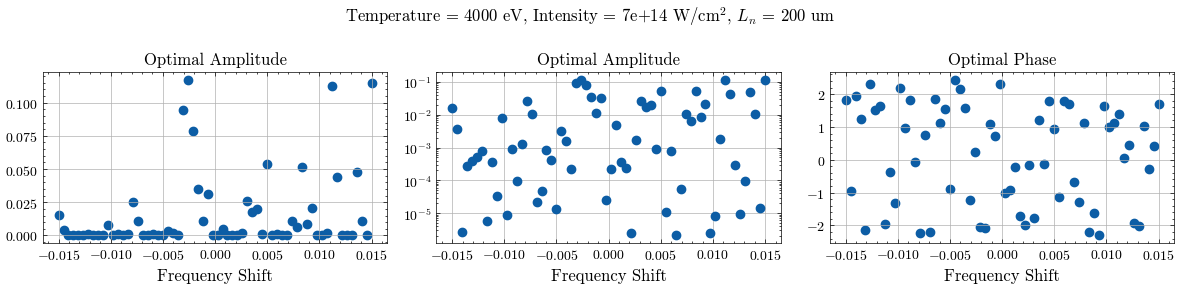 Temperature = 4000 eV, Intensity = 7e+14 W/cm², Lₙ = 200 um
Optimal Amplitude
0.100
0.075
0.050
0.025
0.000
−0.015 −0.010 −0.005 0.000 0.005 0.010 0.015
Frequency Shift
Optimal Amplitude
10⁻¹
10⁻²
10⁻³
10⁻⁴
10⁻⁵
−0.015 −0.010 −0.005 0.000 0.005 0.010 0.015
Frequency Shift
Optimal Phase
2
1
0
−1
−2
−0.015 −0.010 −0.005 0.000 0.005 0.010 0.015
Frequency Shift